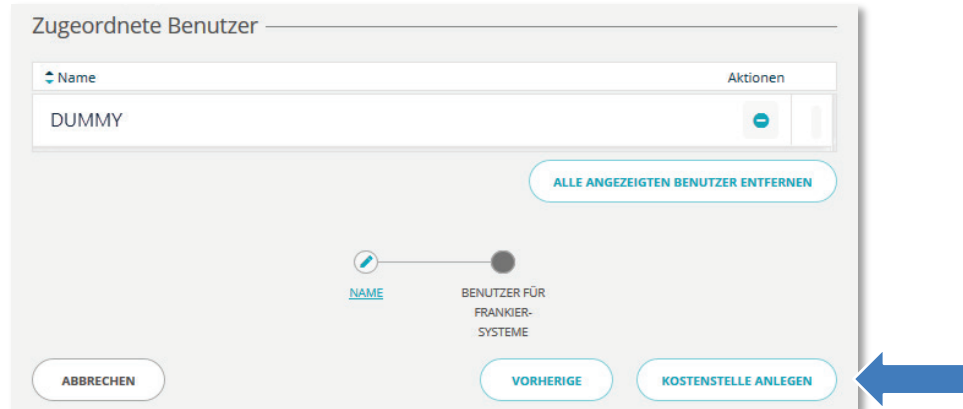 Zugeordnete Benutzer
Name Aktionen
DUMMY
ALLE ANGEZEIGTEN BENUTZER ENTFERNEN
NAME
BENUTZER FÜR
FRANKIER-
SYSTEME
ABBRECHEN VORHERIGE KOSTENSTELLE ANLEGEN